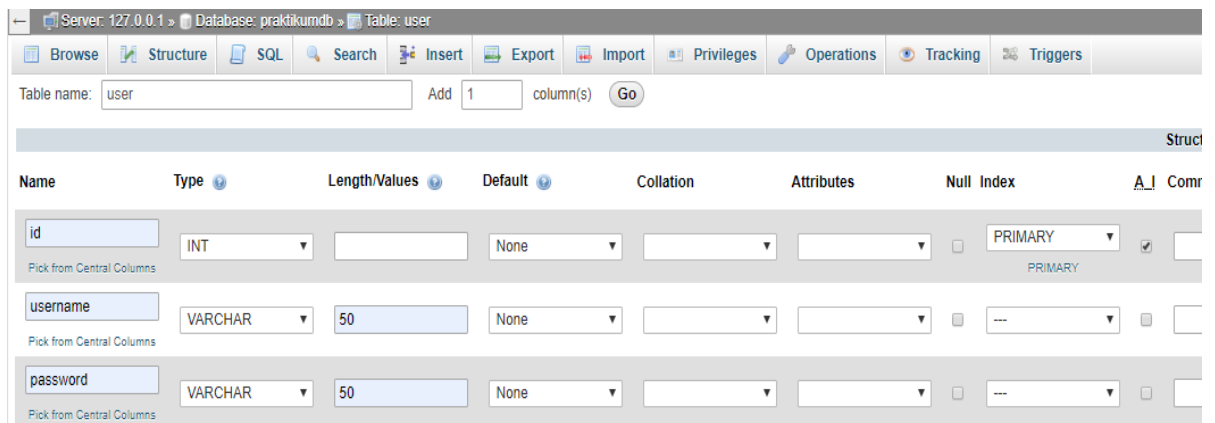 ← Server: 127.0.0.1 » Database: praktikumdb » Table: user
Browse Structure SQL Search Insert Export Import Privileges Operations Tracking Triggers
Table name: user Add 1 column(s) Go
Struct
Name Type Length/Values Default Collation Attributes Null Index A_I Comm
id INT None PRIMARY
Pick from Central Columns PRIMARY
username VARCHAR 50 None ---
Pick from Central Columns
password VARCHAR 50 None ---
Pick from Central Columns